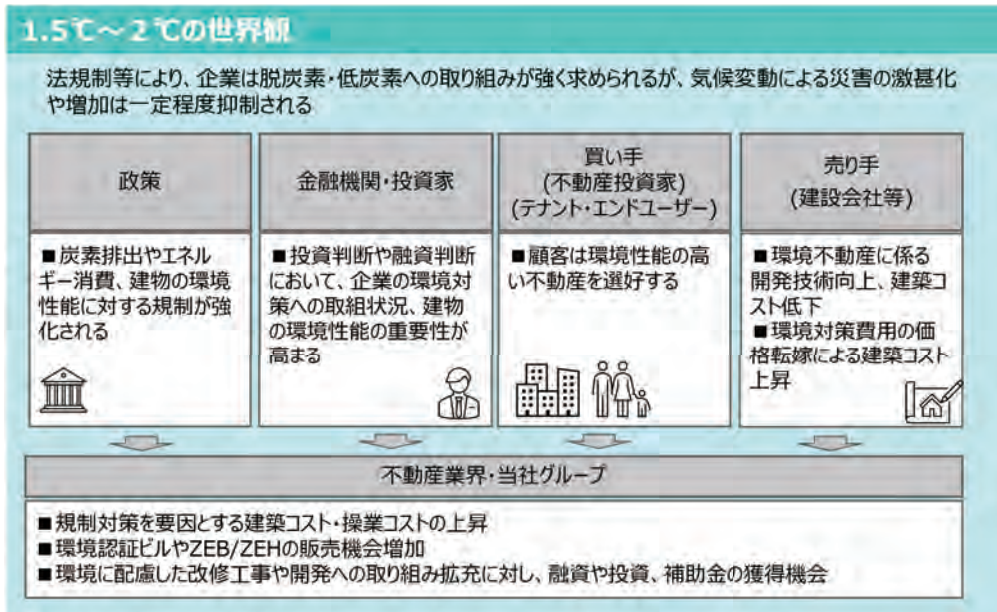 1.5℃～2℃の世界観
法規制等により、企業は脱炭素・低炭素への取り組みが強く求められるが、気候変動による災害の激甚化
や増加は一定程度抑制される
政策
■炭素排出やエネル
ギー消費、建物の環境
性能に対する規制が強
化される
金融機関・投資家
■投資判断や融資判断
において、企業の環境対
策への取組状況、建物
の環境性能の重要性が
高まる
買い手
(不動産投資家)
(テナント・エンドユーザー)
■顧客は環境性能の高
い不動産を選好する
売り手
(建設会社等)
■環境不動産に係る
開発技術向上、建築コ
スト低下
■環境対策費用の価
格転嫁による建築コスト
上昇
不動産業界・当社グループ
■規制対策を要因とする建築コスト・操業コストの上昇
■環境認証ビルやZEB/ZEHの販売機会増加
■環境に配慮した改修工事や開発への取り組み拡充に対し、融資や投資、補助金の獲得機会